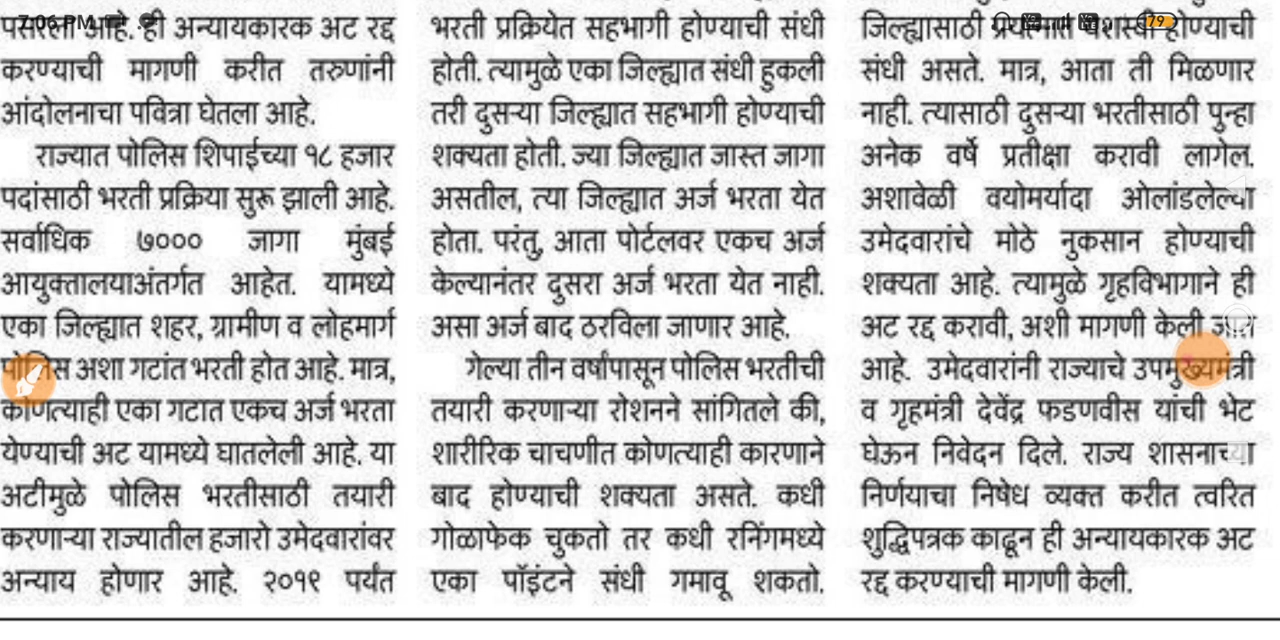 7:06 PM
79
पसरला आहे. ही अन्यायकारक अट रद्द
करण्याची मागणी करीत तरुणांनी
आंदोलनाचा पवित्रा घेतला आहे.
राज्यात पोलिस शिपाईच्या १८ हजार
पदांसाठी भरती प्रक्रिया सुरू झाली आहे.
सर्वाधिक ७००० जागा मुंबई
आयुक्तालयाअंतर्गत आहेत. यामध्ये
एका जिल्ह्यात शहर, ग्रामीण व लोहमार्ग
पोलिस अशा गटांत भरती होत आहे. मात्र,
कोणत्याही एका गटात एकच अर्ज भरता
येण्याची अट यामध्ये घातलेली आहे. या
अटीमुळे पोलिस भरतीसाठी तयारी
करणाऱ्या राज्यातील हजारो उमेदवारांवर
अन्याय होणार आहे. २०१९ पर्यंत
भरती प्रक्रियेत सहभागी होण्याची संधी
होती. त्यामुळे एका जिल्ह्यात संधी हुकली
तरी दुसऱ्या जिल्ह्यात सहभागी होण्याची
शक्यता होती. ज्या जिल्ह्यात जास्त जागा
असतील, त्या जिल्ह्यात अर्ज भरता येत
होता. परंतु, आता पोर्टलवर एकच अर्ज
केल्यानंतर दुसरा अर्ज भरता येत नाही.
असा अर्ज बाद ठरविला जाणार आहे.
गेल्या तीन वर्षांपासून पोलिस भरतीची
तयारी करणाऱ्या रोशनने सांगितले की,
शारीरिक चाचणीत कोणत्याही कारणाने
बाद होण्याची शक्यता असते. कधी
गोळाफेक चुकतो तर कधी रनिंगमध्ये
एका पॉइंटने संधी गमावू शकतो.
जिल्ह्यासाठी प्रयत्नात यशस्वी होण्याची
संधी असते. मात्र, आता ती मिळणार
नाही. त्यासाठी दुसऱ्या भरतीसाठी पुन्हा
अनेक वर्षे प्रतीक्षा करावी लागेल.
अशावेळी वयोमर्यादा ओलांडलेल्या
उमेदवारांचे मोठे नुकसान होण्याची
शक्यता आहे. त्यामुळे गृहविभागाने ही
अट रद्द करावी, अशी मागणी केली जात
आहे. उमेदवारांनी राज्याचे उपमुख्यमंत्री
व गृहमंत्री देवेंद्र फडणवीस यांची भेट
घेऊन निवेदन दिले. राज्य शासनाच्या
निर्णयाचा निषेध व्यक्त करीत त्वरित
शुद्धिपत्रक काढून ही अन्यायकारक अट
रद्द करण्याची मागणी केली.